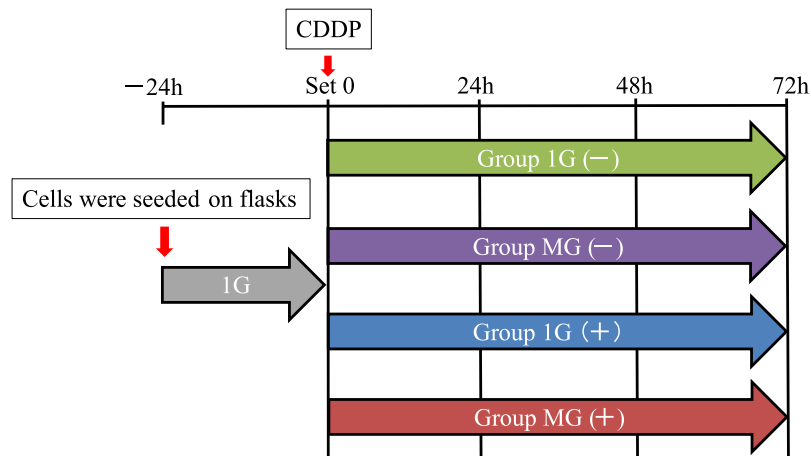 CDDP
－24h
Set 0
24h
48h
72h
Group 1G (－)
Cells were seeded on flasks
Group MG (－)
1G
Group 1G (＋)
Group MG (＋)